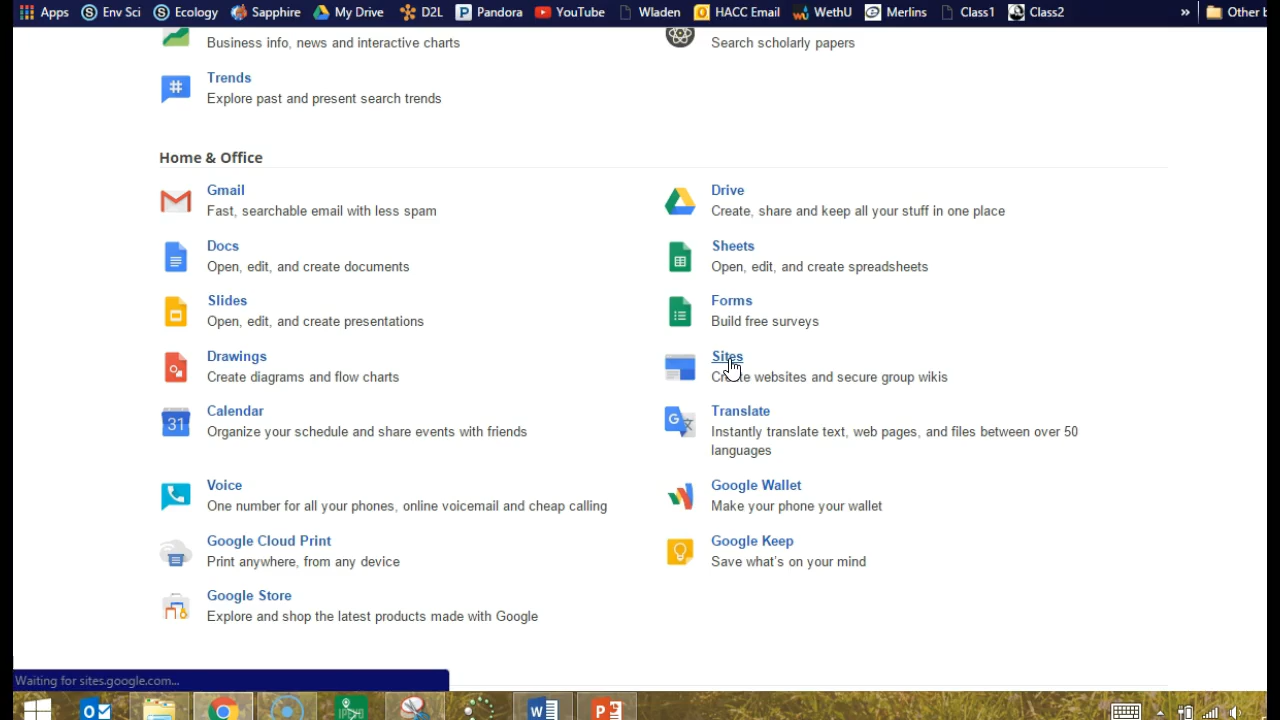 Apps Env Sci Ecology Sapphire My Drive D2L Pandora YouTube Wladen HACC Email WethU Merlins Class1 Class2 » Other b
Business info, news and interactive charts Search scholarly papers
Trends
Explore past and present search trends
Home & Office
Gmail Drive
Fast, searchable email with less spam Create, share and keep all your stuff in one place
Docs Sheets
Open, edit, and create documents Open, edit, and create spreadsheets
Slides Forms
Open, edit, and create presentations Build free surveys
Drawings Sites
Create diagrams and flow charts Create websites and secure group wikis
Calendar Translate
31 Organize your schedule and share events with friends Instantly translate text, web pages, and files between over 50
languages
Voice Google Wallet
One number for all your phones, online voicemail and cheap calling Make your phone your wallet
Google Cloud Print Google Keep
Print anywhere, from any device Save what's on your mind
Google Store
Explore and shop the latest products made with Google
Waiting for sites.google.com...